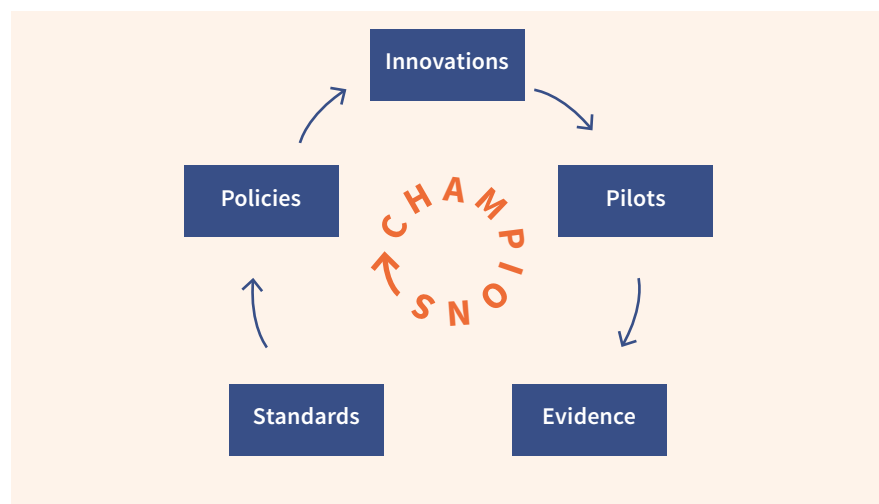 Innovations
Policies
Pilots
CHAMPIONS
Standards
Evidence